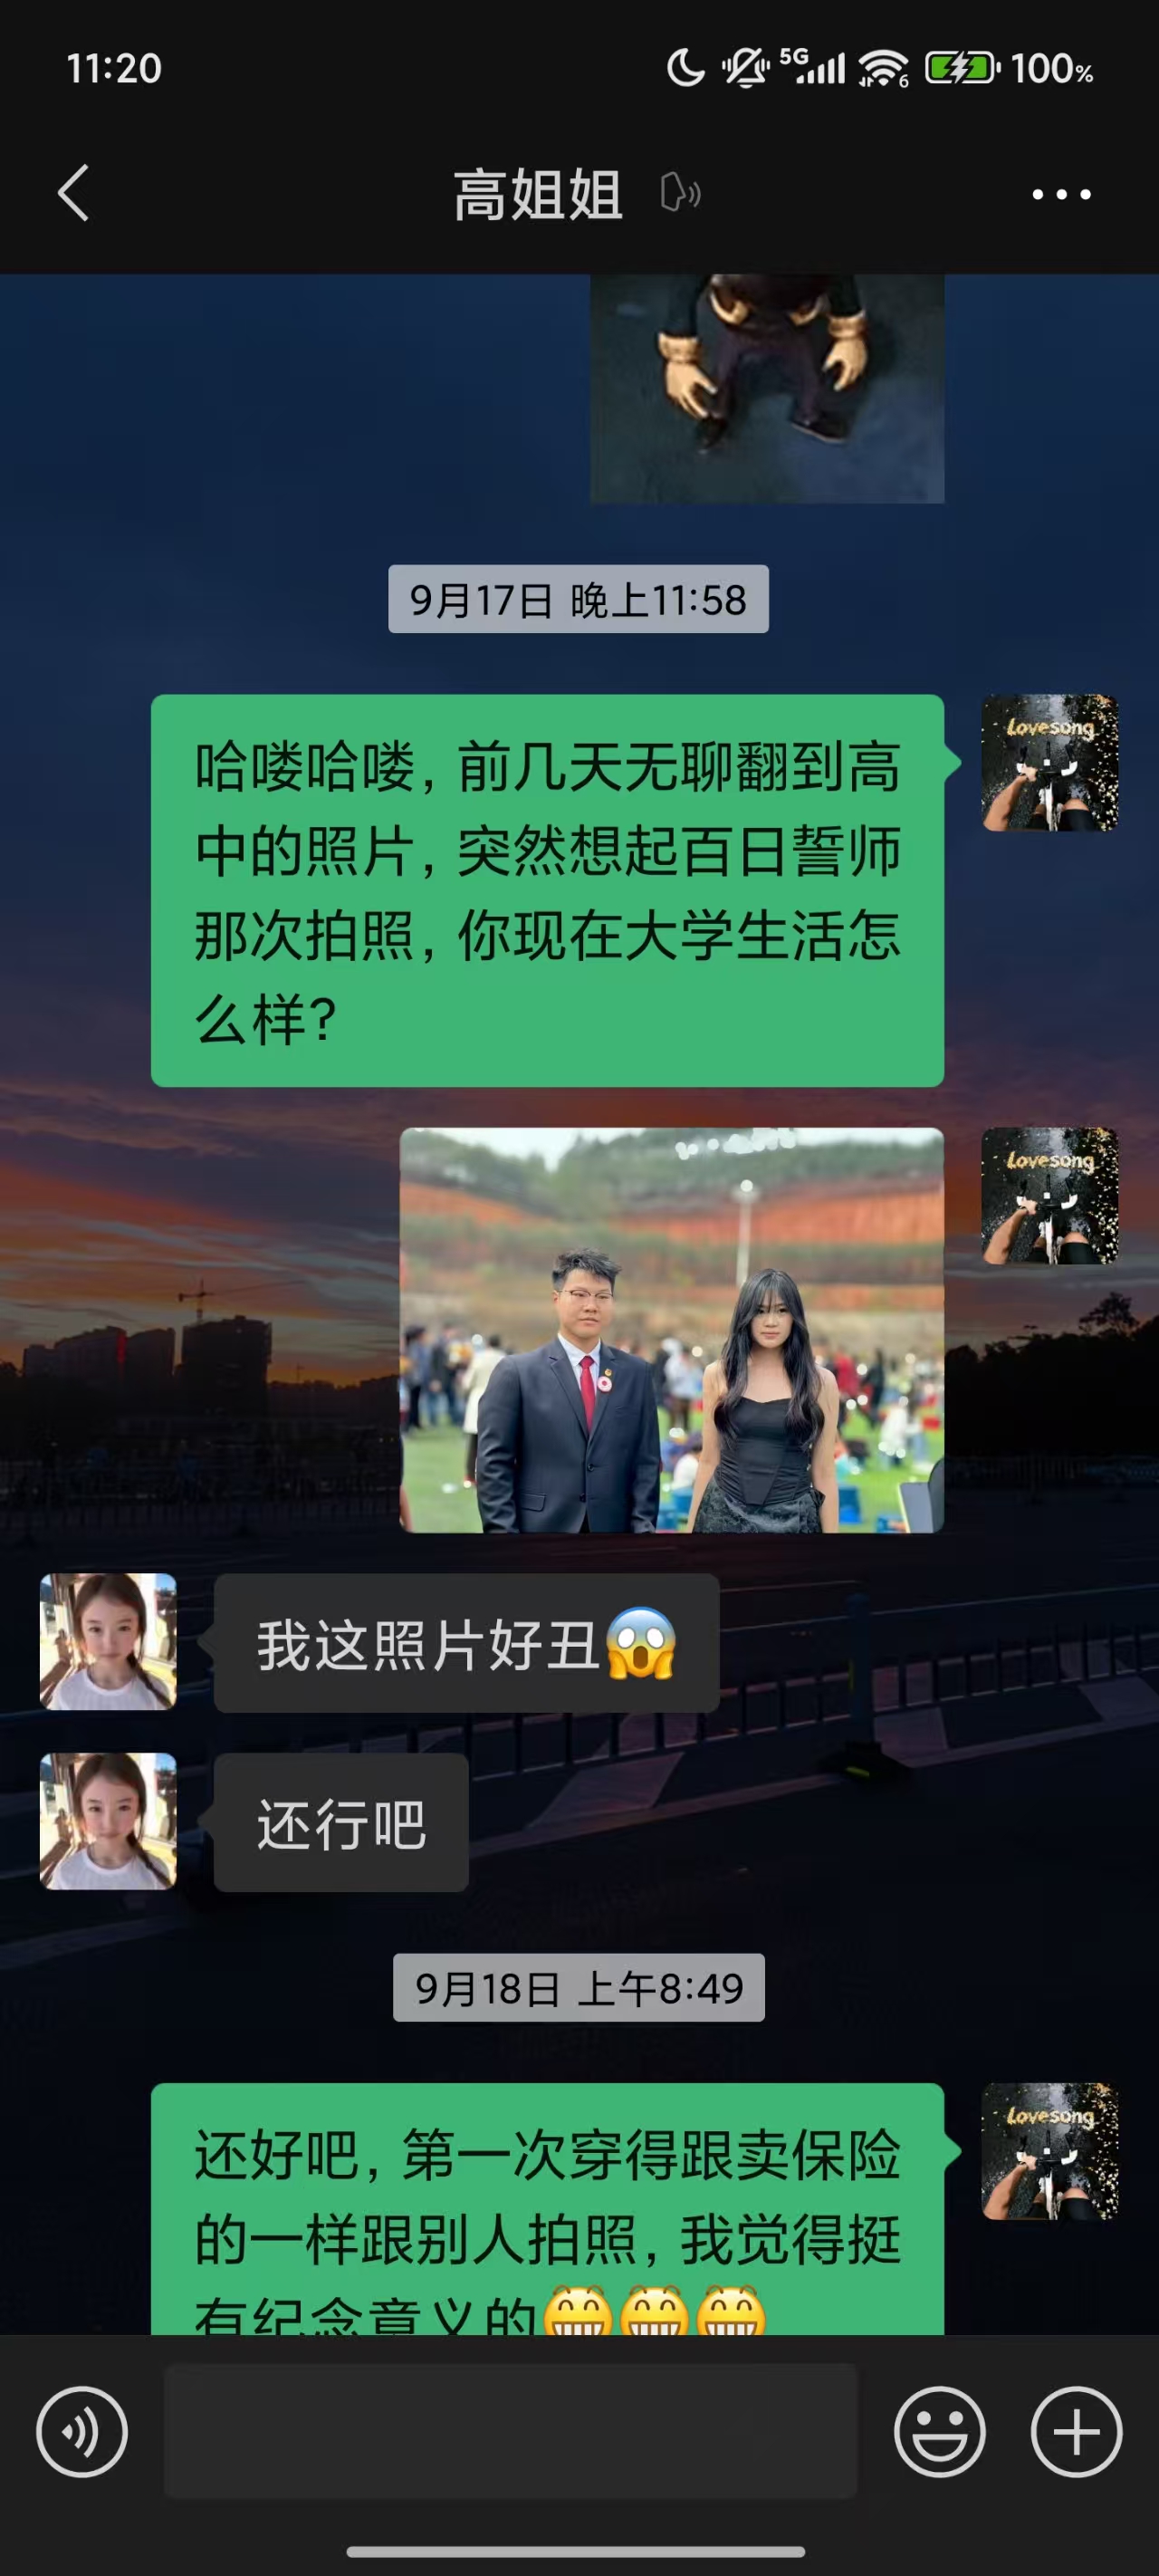 11:20
5G
6
100%
高姐姐
9月17日 晚上11:58
哈喽哈喽，前几天无聊翻到高
中的照片，突然想起百日誓师
那次拍照，你现在大学生活怎
么样？
Lovesong
Lovesong
我这照片好丑😱
还行吧
9月18日 上午8:49
还好吧，第一次穿得跟卖保险
的一样跟别人拍照，我觉得挺
有纪念意义的😁😁😁
Lovesong